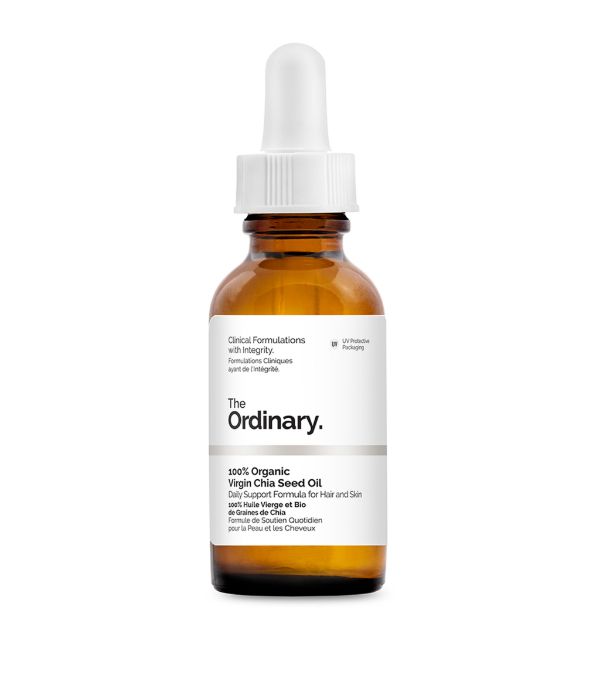 Clinical Formulations
with Integrity.
Formulations Cliniques
ayant de l'Intégrité.
UV
UV Protective
Packaging
The
Ordinary.
100% Organic
Virgin Chia Seed Oil
Daily Support Formula for Hair and Skin
100% Huile Vierge et Bio
de Graines de Chia
Formule de Soutien Quotidien
pour la Peau et les Cheveux